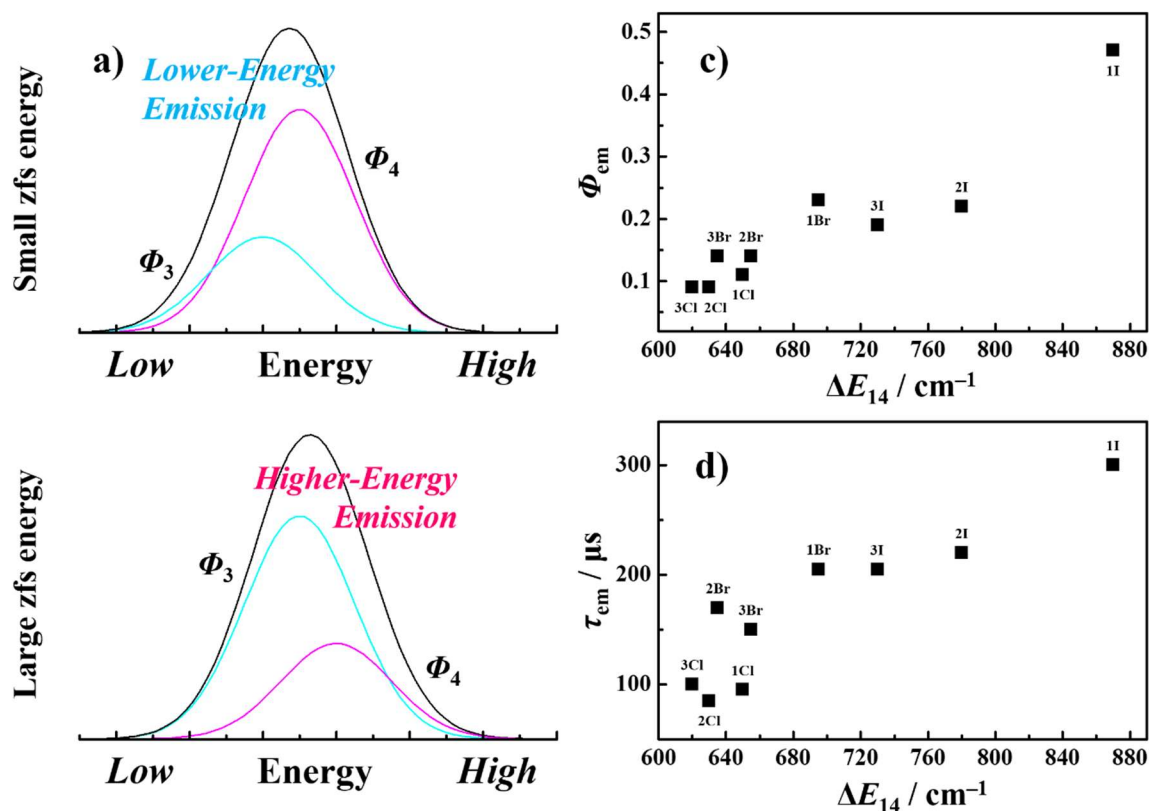 a)
Small zfs energy
Lower-Energy
Emission
Φ3
Φ4
Low Energy High
Large zfs energy
Higher-Energy
Emission
Φ3
Φ4
Low Energy High
c)
Φem
0.5
0.4
0.3
0.2
0.1
1I
2I
1Br
3I
3Br 2Br
1Cl
3Cl 2Cl
600 640 680 720 760 800 840 880
ΔE14 / cm–1
d)
τem / μs
300
200
100
1I
2I
1Br 3I
2Br
3Br
3Cl 1Cl
2Cl
600 640 680 720 760 800 840 880
ΔE14 / cm–1